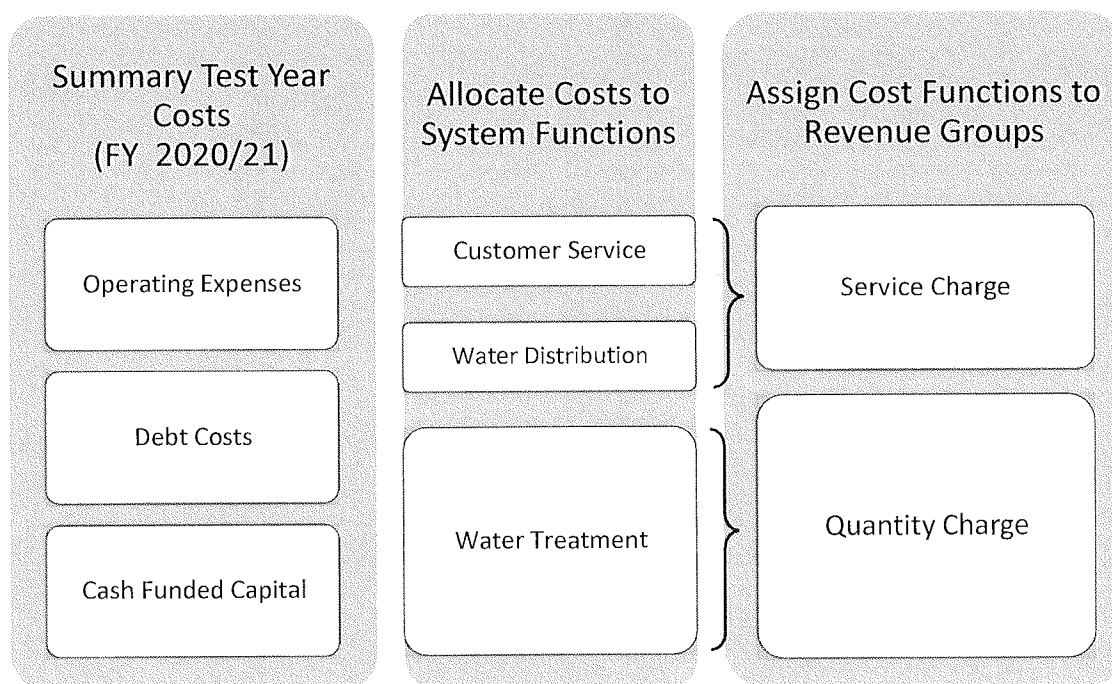 Summary Test Year
Costs
(FY 2020/21)
Operating Expenses
Debt Costs
Cash Funded Capital
Allocate Costs to
System Functions
Customer Service
Water Distribution
Water Treatment
Assign Cost Functions to
Revenue Groups
Service Charge
Quantity Charge